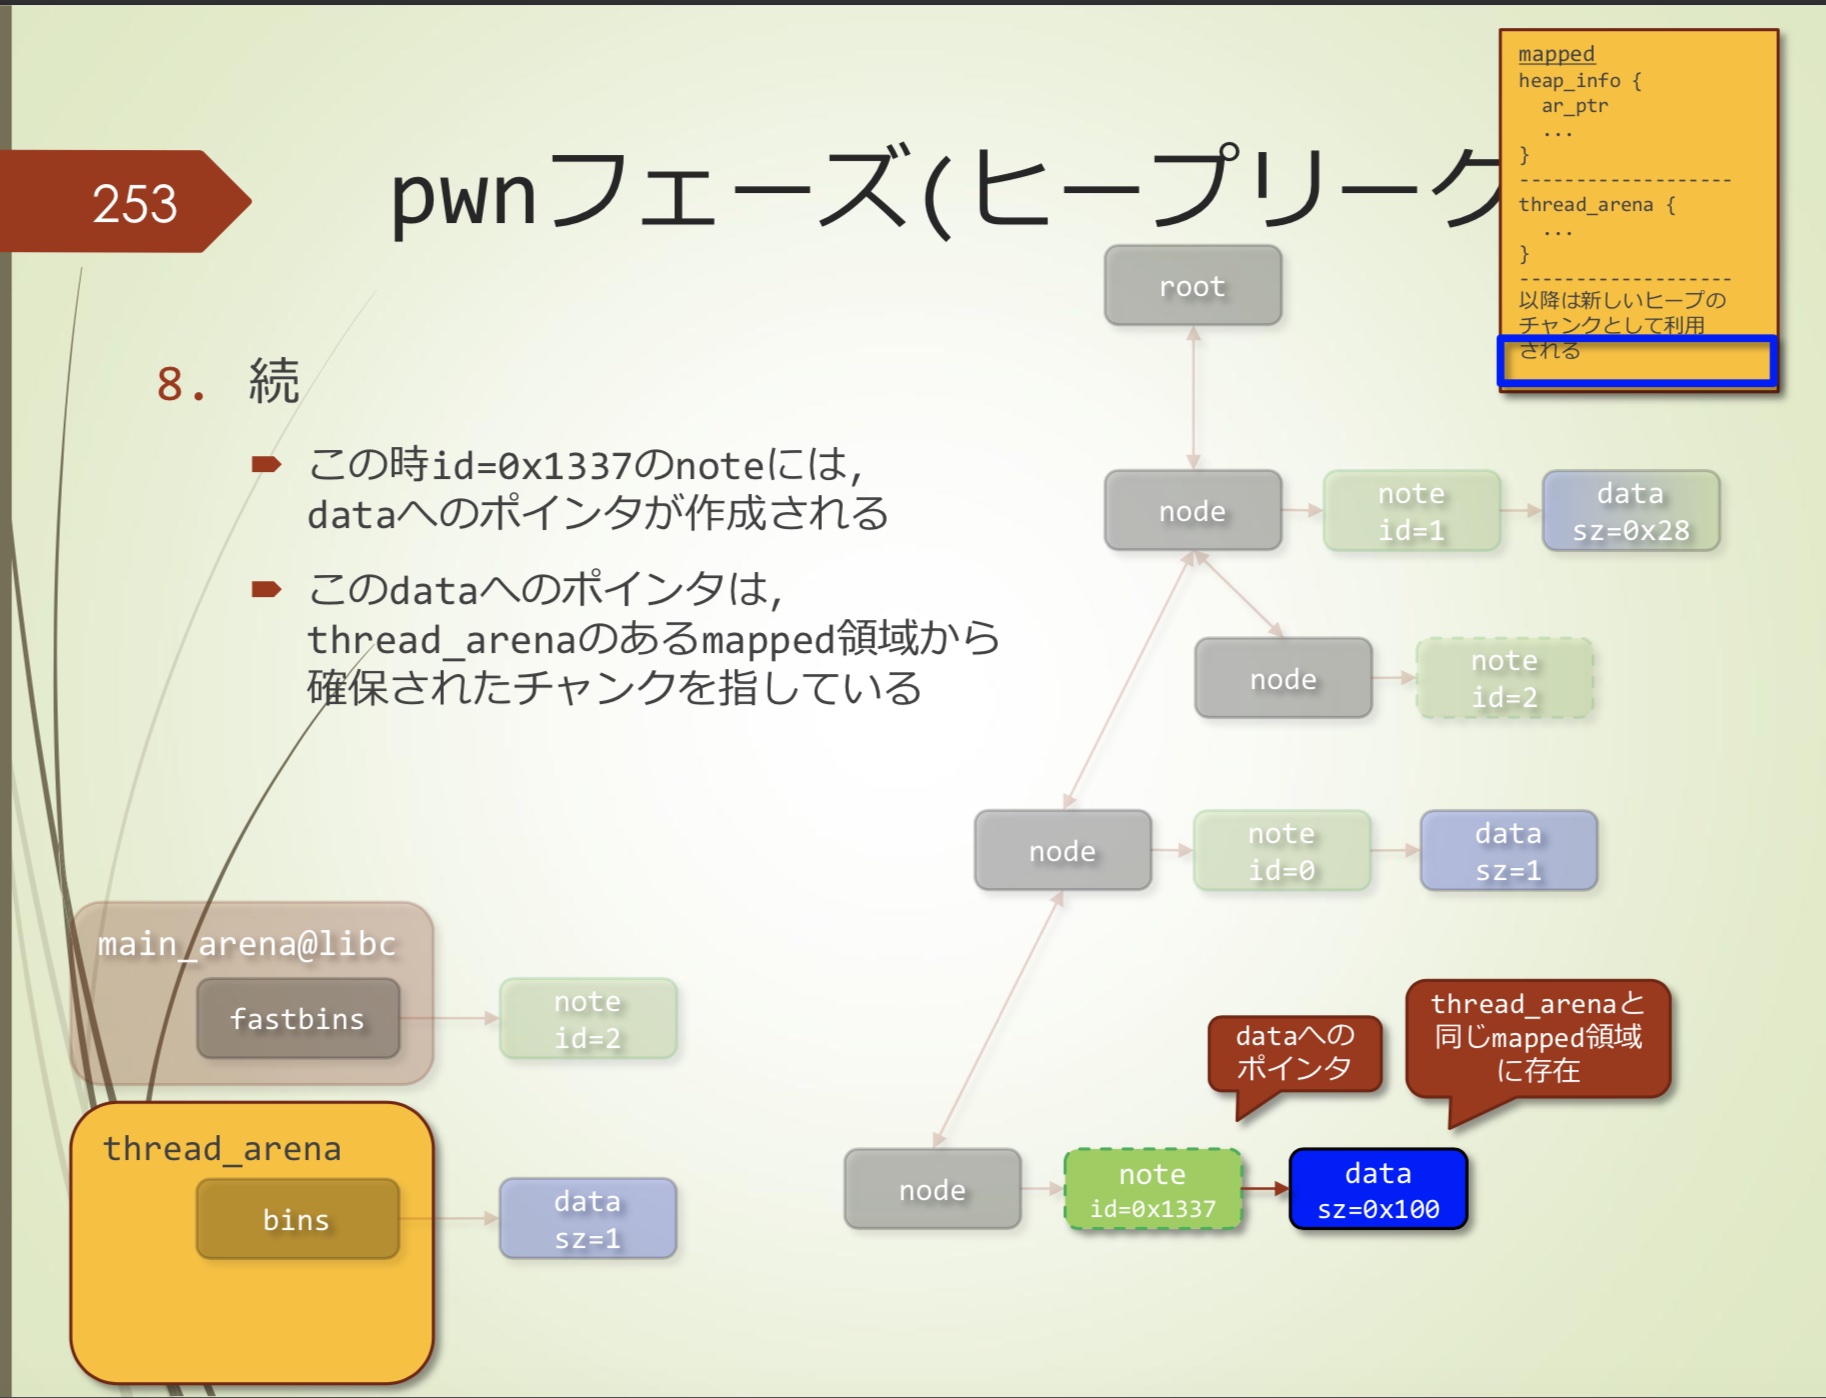 253
pwnフェーズ(ヒープリーク
mapped
heap_info {
ar_ptr
...
}
-------------------
thread_arena {
...
}
-------------------
以降は新しいヒープの
チャンクとして利用
される
8. 続
この時id=0x1337のnoteには,
dataへのポインタが作成される
このdataへのポインタは,
thread_arenaのあるmapped領域から
確保されたチャンクを指している
root
node
note
id=1
data
sz=0x28
node
note
id=2
node
note
id=0
data
sz=1
main_arena@libc
fastbins
note
id=2
dataへの
ポインタ
thread_arenaと
同じmapped領域
に存在
thread_arena
bins
data
sz=1
node
note
id=0x1337
data
sz=0x100